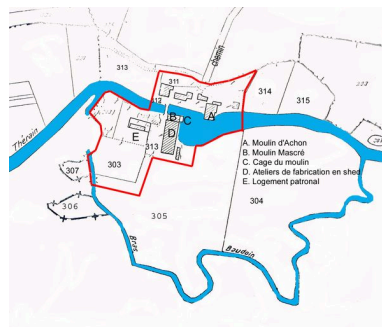 313
chemin
311
314
315
312
B
C
A
E
D
Thérain
A. Moulin d'Achon
B. Moulin Mascré
C. Cage du moulin
D. Ateliers de fabrication en shed
E. Logement patronal
313
303
307
306
305
304
Bras
Baudoin